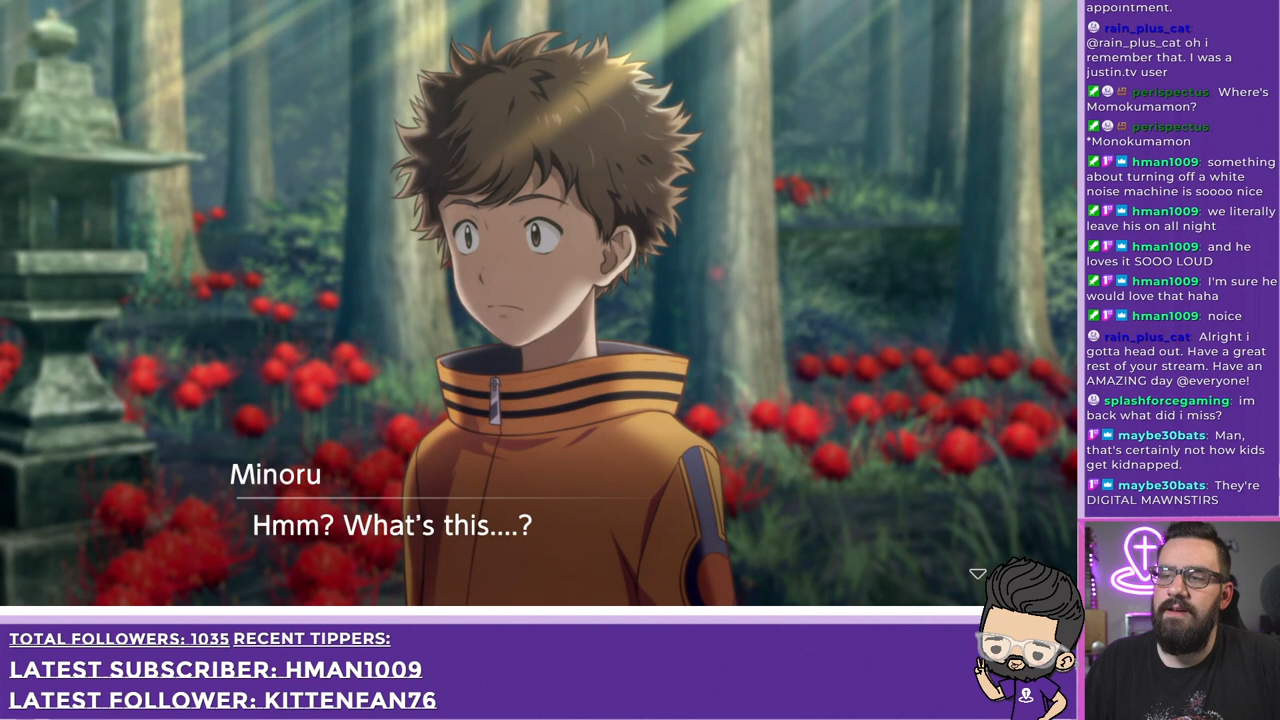 Minoru
Hmm? What's this....?
appointment.
rain_plus_cat:
@rain_plus_cat oh i
remember that. I was a
justin.tv user
perispectus: Where's
Momokumamon?
perispectus:
*Monokumamon
hman1009: something
about turning off a white
noise machine is soooo nice
hman1009: we literally
leave his on all night
hman1009: and he
loves it SOOO LOUD
hman1009: I'm sure he
would love that haha
hman1009: noice
rain_plus_cat: Alright i
gotta head out. Have a great
rest of your stream. Have an
AMAZING day @everyone!
splashforcegaming: im
back what did i miss?
maybe30bats: Man,
that's certainly not how kids
get kidnapped.
maybe30bats: They're
DIGITAL MAWNSTIRS
TOTAL FOLLOWERS: 1035 RECENT TIPPERS:
LATEST SUBSCRIBER: HMAN1009
LATEST FOLLOWER: KITTENFAN76